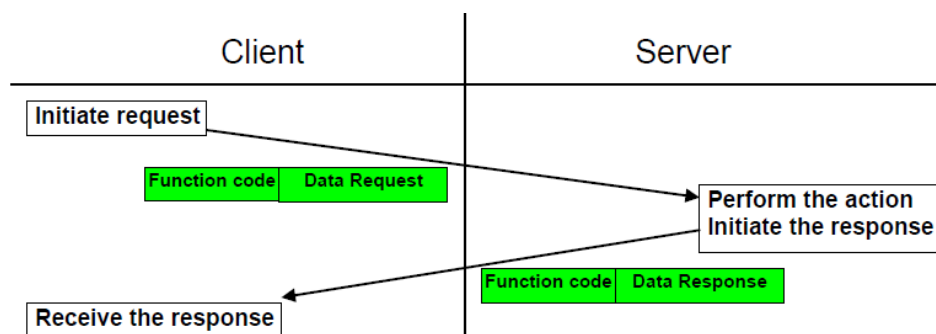 Client
Server
Initiate request
Function code
Data Request
Perform the action
Initiate the response
Function code
Data Response
Receive the response